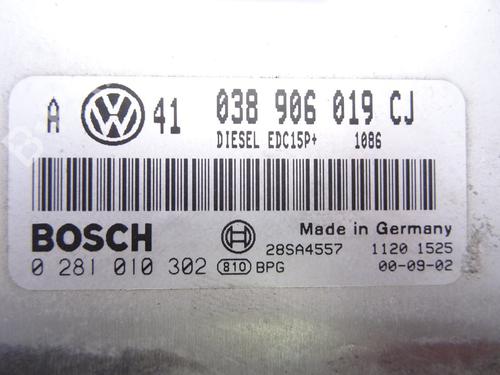 A VW 41 038 906 019 CJ
DIESEL EDC15P+ 1086
BOSCH
Made in Germany
28SA4557 1120 1525
0 281 010 302 810 BPG 00-09-02